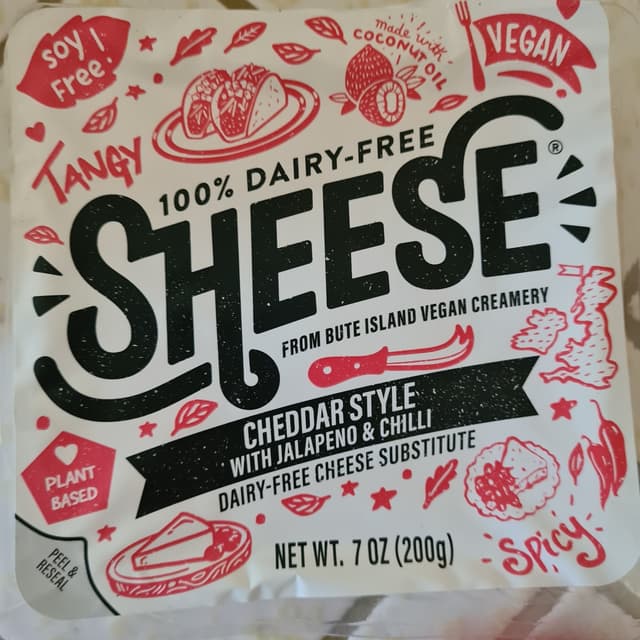 SOY
FREE!
made with
COCONUT OIL
VEGAN
TANGY
100% DAIRY-FREE
SHEESE®
FROM BUTE ISLAND VEGAN CREAMERY
CHEDDAR STYLE
WITH JALAPENO & CHILLI
DAIRY-FREE CHEESE SUBSTITUTE
PLANT
BASED
PEEL &
RESEAL
NET WT. 7 OZ (200g)
Spicy